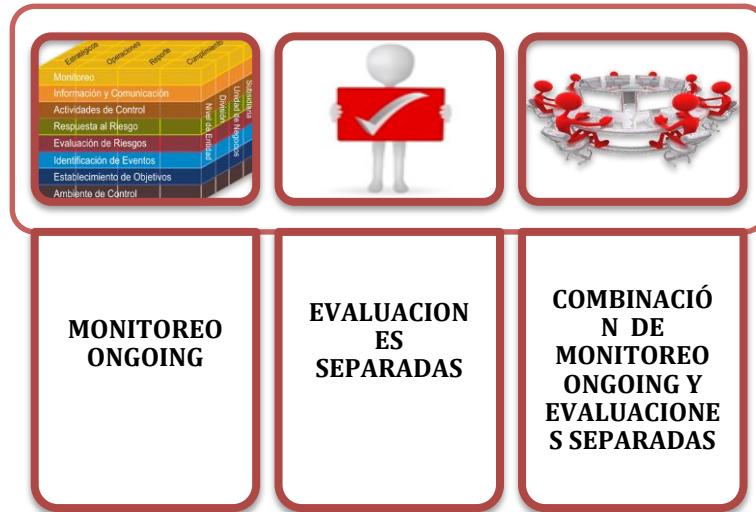 Estratégicos
Operaciones
Reporte
Cumplimiento
Monitoreo
Información y Comunicación
Actividades de Control
Respuesta al Riesgo
Evaluación de Riesgos
Identificación de Eventos
Establecimiento de Objetivos
Ambiente de Control
Nivel de Entidad
División
Unidad de Negocios
Subsidiaria
MONITOREO
ONGOING
EVALUACION
ES
SEPARADAS
COMBINACIÓ
N DE
MONITOREO
ONGOING Y
EVALUACIONE
S SEPARADAS